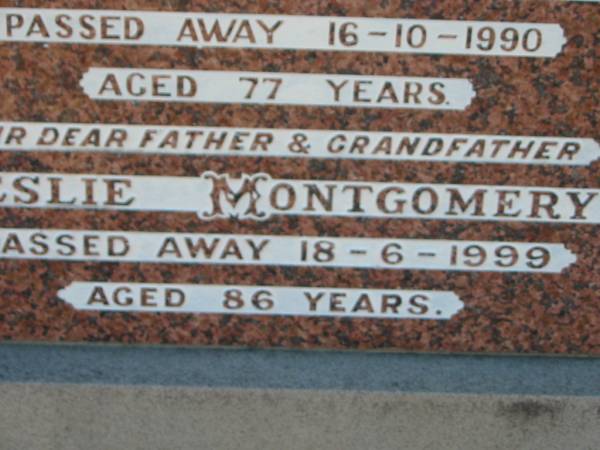 PASSED AWAY 16-10-1990
AGED 77 YEARS.
R DEAR FATHER & GRANDFATHER
ESLIE MONTGOMERY
ASSED AWAY 18-6-1999
AGED 86 YEARS.